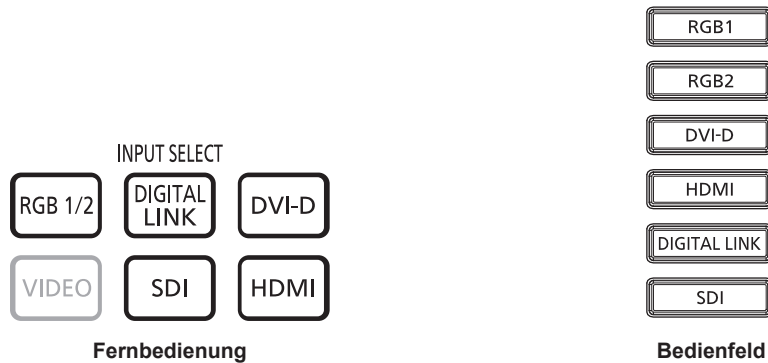 INPUT SELECT
RGB 1/2
DIGITAL
LINK
DVI-D
VIDEO
SDI
HDMI
Fernbedienung
RGB1
RGB2
DVI-D
HDMI
DIGITAL LINK
SDI
Bedienfeld